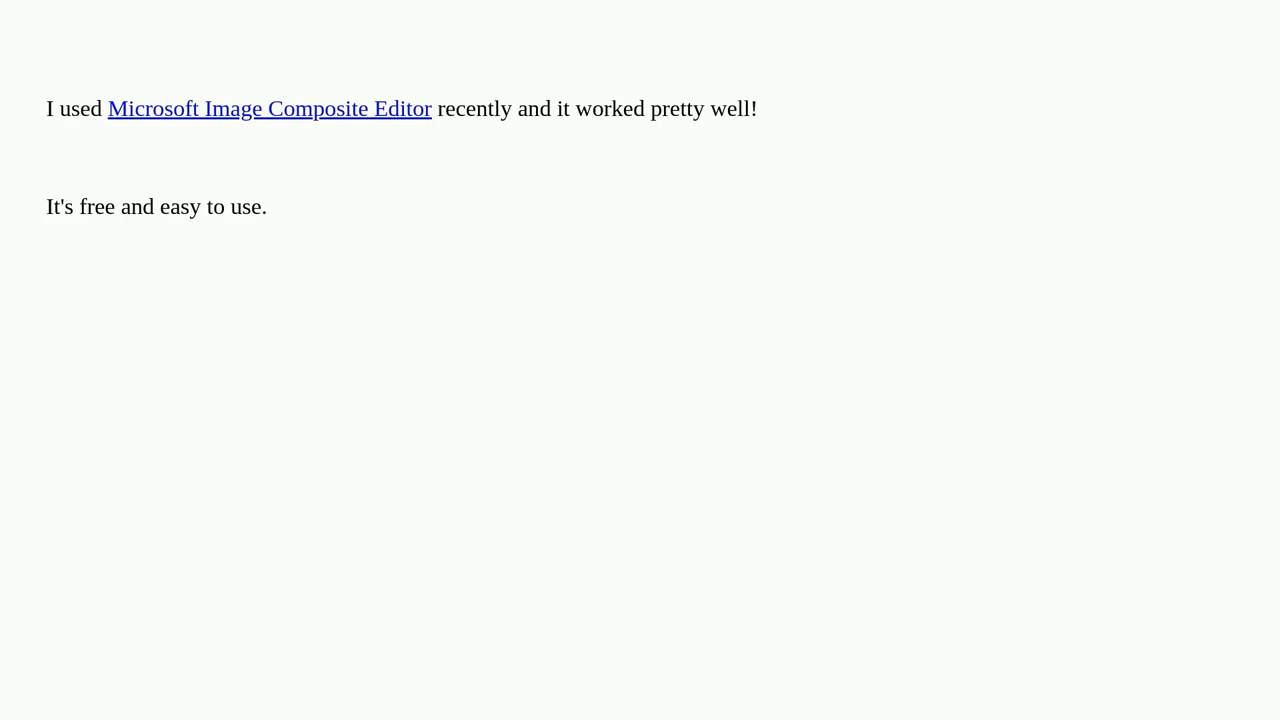 I used Microsoft Image Composite Editor recently and it worked pretty well!
It's free and easy to use.